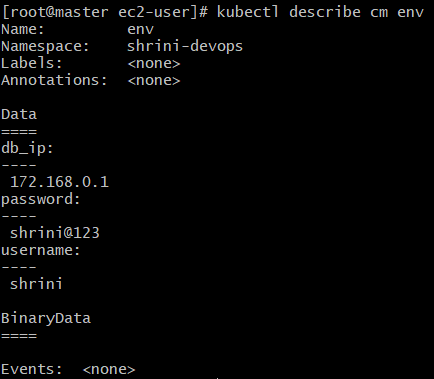 [root@master ec2-user]# kubectl describe cm env
Name:         env
Namespace:    shrini-devops
Labels:       <none>
Annotations:  <none>

Data
====
db_ip:
----
 172.168.0.1
password:
----
 shrini@123
username:
----
 shrini

BinaryData
====

Events:  <none>